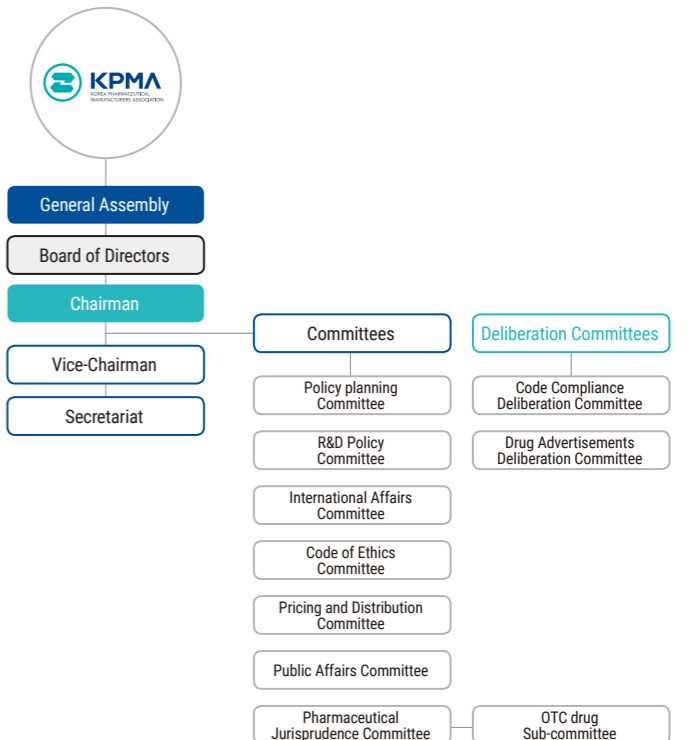 KPMA
KOREA PHARMACEUTICAL
MANUFACTURERS ASSOCIATION
General Assembly
Board of Directors
Chairman
Vice-Chairman
Secretariat
Committees
Policy planning
Committee
R&D Policy
Committee
International Affairs
Committee
Code of Ethics
Committee
Pricing and Distribution
Committee
Public Affairs Committee
Pharmaceutical
Jurisprudence Committee
Deliberation Committees
Code Compliance
Deliberation Committee
Drug Advertisements
Deliberation Committee
OTC drug
Sub-committee